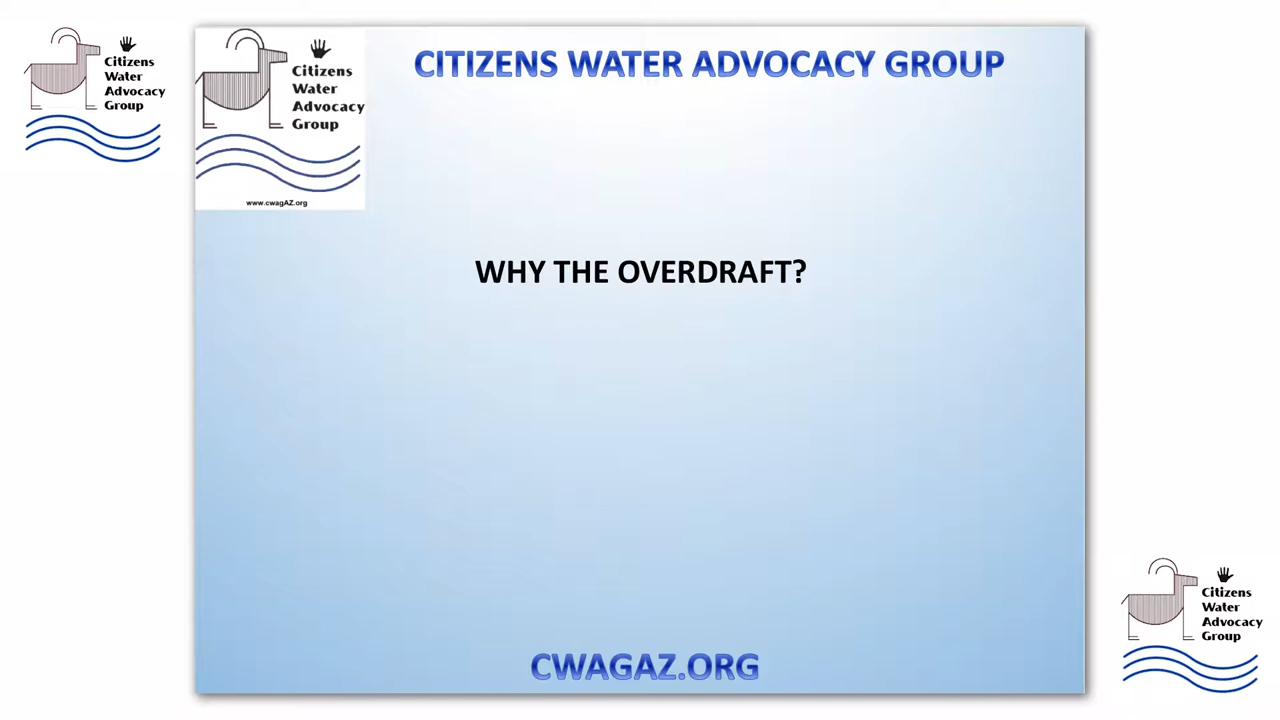 Citizens
Water
Advocacy
Group
Citizens
Water
Advocacy
Group
www.cwagAZ.org
CITIZENS WATER ADVOCACY GROUP
WHY THE OVERDRAFT?
CWAGAZ.ORG
Citizens
Water
Advocacy
Group